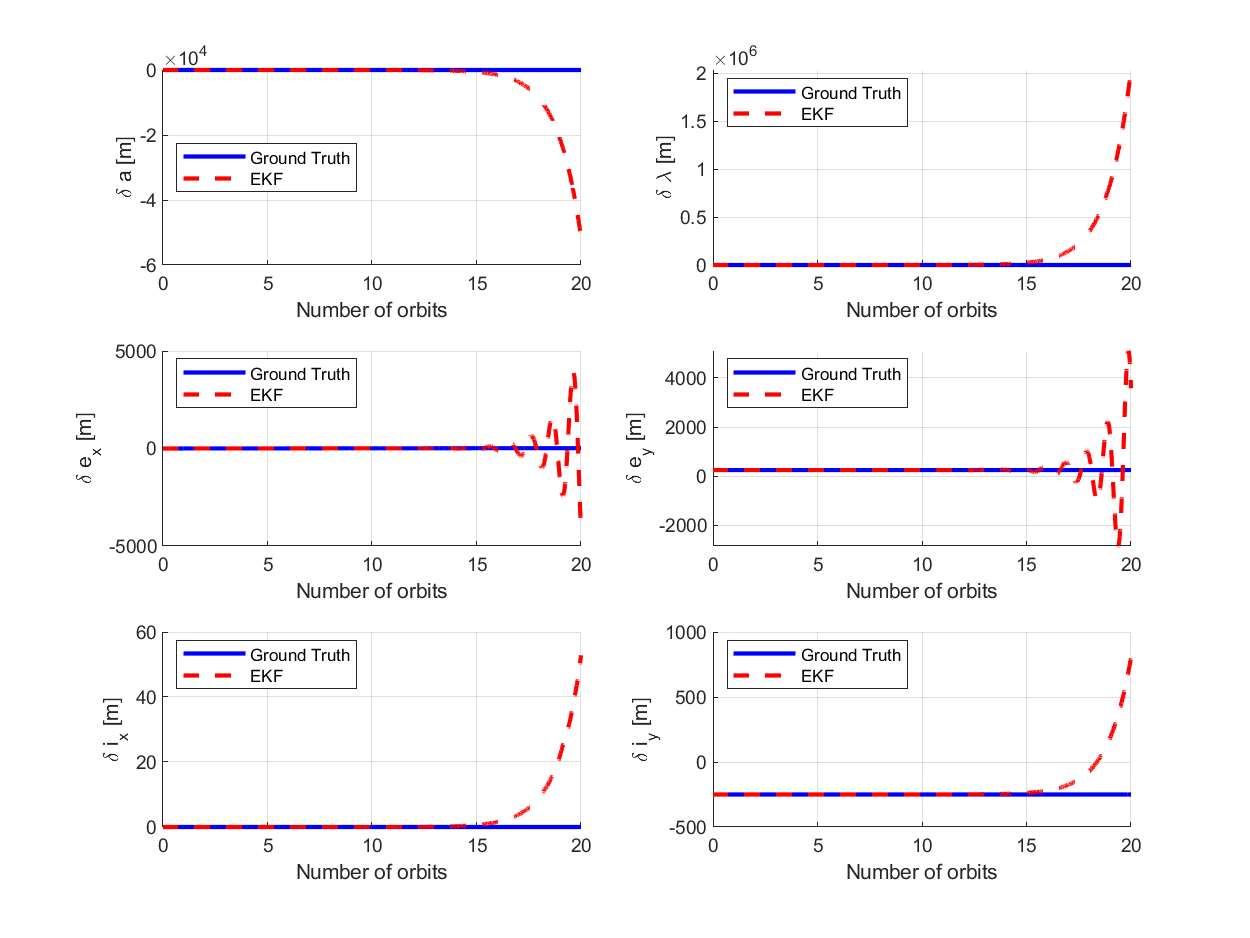 ×10⁴
0
-2
-4
-6
δ a [m]
Ground Truth
EKF
0 5 10 15 20
Number of orbits
×10⁶
2
1.5
1
0.5
0
δ λ [m]
Ground Truth
EKF
0 5 10 15 20
Number of orbits
5000
0
-5000
δ eₓ [m]
Ground Truth
EKF
0 5 10 15 20
Number of orbits
4000
2000
0
-2000
δ e_y [m]
Ground Truth
EKF
0 5 10 15 20
Number of orbits
60
40
20
0
δ iₓ [m]
Ground Truth
EKF
0 5 10 15 20
Number of orbits
1000
500
0
-500
δ i_y [m]
Ground Truth
EKF
0 5 10 15 20
Number of orbits